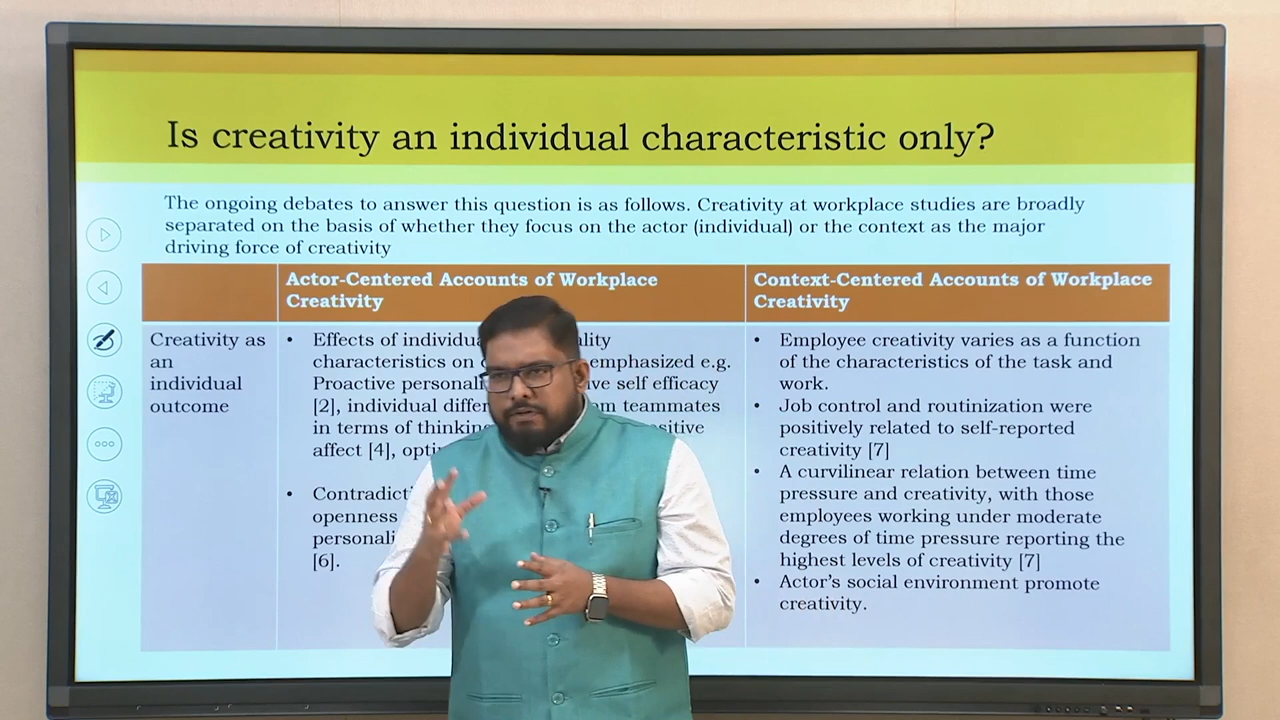 Is creativity an individual characteristic only?
The ongoing debates to answer this question is as follows. Creativity at workplace studies are broadly
separated on the basis of whether they focus on the actor (individual) or the context as the major
driving force of creativity
Actor-Centered Accounts of Workplace
Creativity
Context-Centered Accounts of Workplace
Creativity
Creativity as
an
individual
outcome
• Effects of
characteristics on emphasized e.g.
Proactive self efficacy
[2], individual teammates
in terms of
affect [4],
•
openness
[6].
• Employee creativity varies as a function
of the characteristics of the task and
work.
• Job control and routinization were
positively related to self-reported
creativity [7]
• A curvilinear relation between time
pressure and creativity, with those
employees working under moderate
degrees of time pressure reporting the
highest levels of creativity [7]
• Actor's social environment promote
creativity.